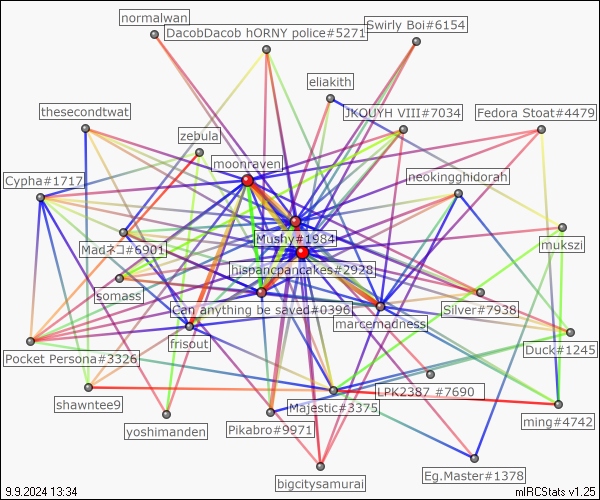 normalwan
DacobDacob hORNY police#5271
Swirly Boi#6154
eliakith
thesecondtwat
JKQUYH VIII#7034
Fedora Stoat#4479
zebula
moonraven
Cypha#1717
neokingghidorah
Mushy#1984
Madネコ#6901
mukszi
hispanicpancakes#2928
somass
Can anything be saved#0396
Silver#7938
marcemadness
frisout
Duck#1245
Pocket Persona#3326
LPK2387_#7690
shawntee9
Majestic#3375
ming#4742
yoshimanden
Pikabro#9971
Eg.Master#1378
bigcitysamurai
9.9.2024 13:34
mIRCStats v1.25